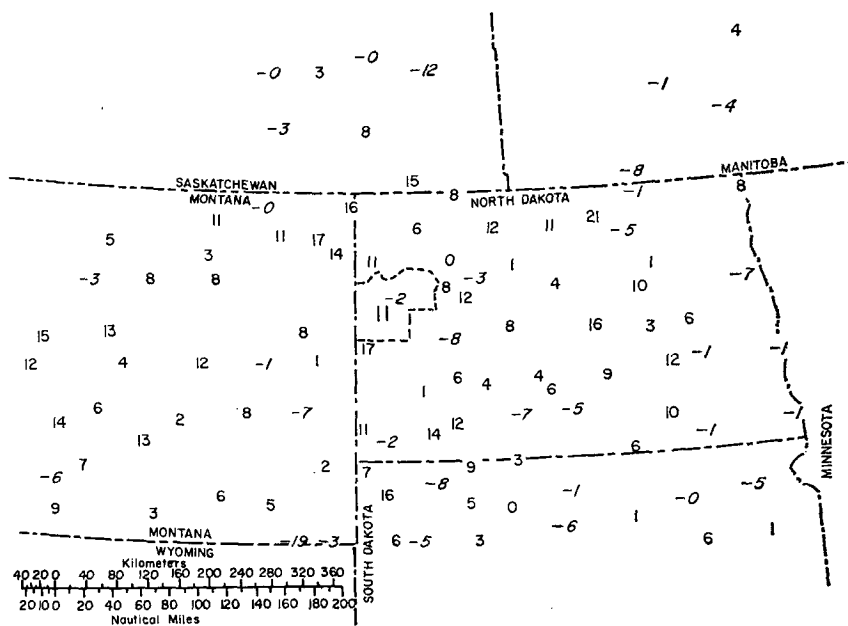 4
-0
-0 3 -12
-1
-4
-3 8
-8 MANITOBA
SASKATCHEWAN 15 8
MONTANA -0 16 8 NORTH DAKOTA -1
11 6 12 11 21 -5
5 11 17
3 14 11 0 1 1
-3 8 8 8 -3 4 10 -7
-2 12
11
15 13 8 -8 8 16 3 6
17
12 4 12 -1 1 12 -1 -1
6 4 4 9
1 6
6 2 8 -7 -7 -5 10 -1
14 11 12 -1
13 -2 14 6
7 2 7 9 3 MINNESOTA
-6 -8 -5
9 3 6 5 16 5 0 -1 -0
-6 1 1
MONTANA -19 -3 6 -5 3 6
WYOMING
SOUTH DAKOTA
Kilometers
40 20 0 40 80 120 160 200 240 280 320 360
20 10 0 20 40 60 80 100 120 140 160 180 200
Nautical Miles